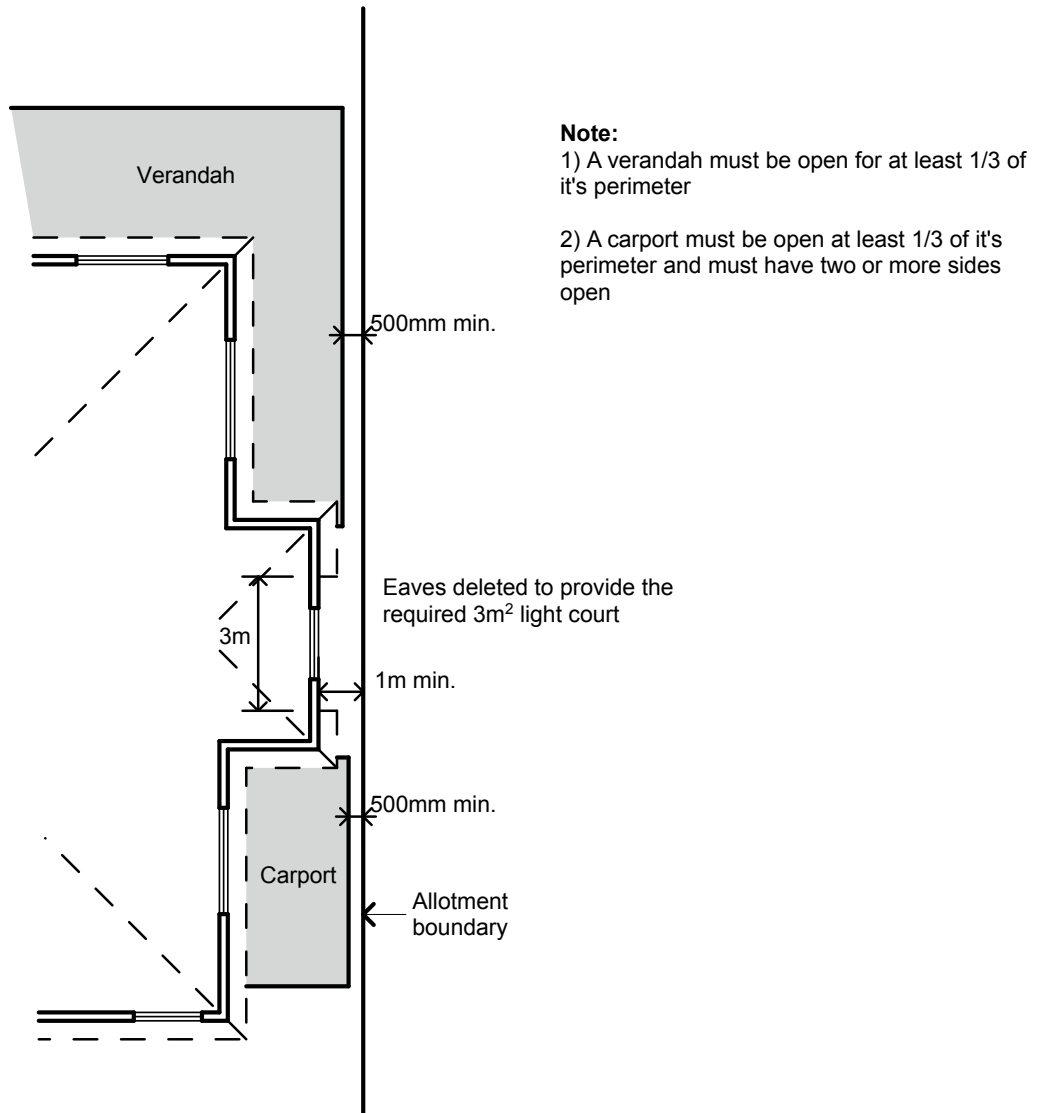 Verandah
Note:
1) A verandah must be open for at least 1/3 of
it's perimeter
2) A carport must be open at least 1/3 of it's
perimeter and must have two or more sides
open
500mm min.
Eaves deleted to provide the
required 3m² light court
3m
1m min.
500mm min.
Carport
Allotment
boundary